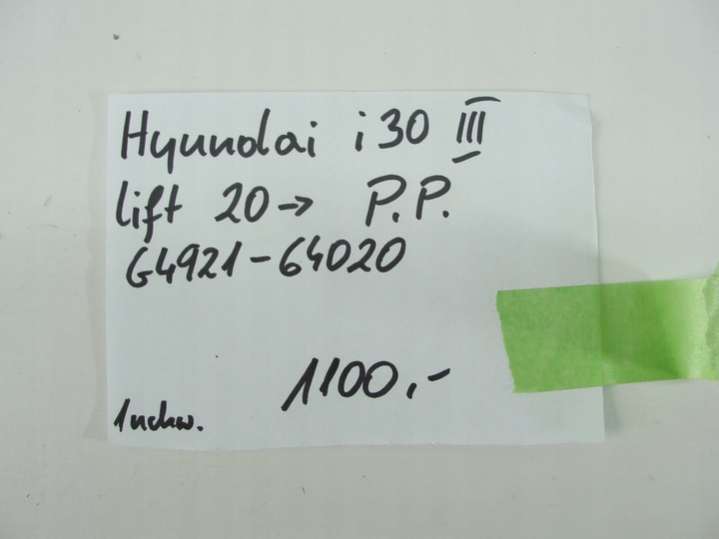 Hyundai i30 III
lift 20→ P.P.
G4921-G4020
1100,-
1uchw.